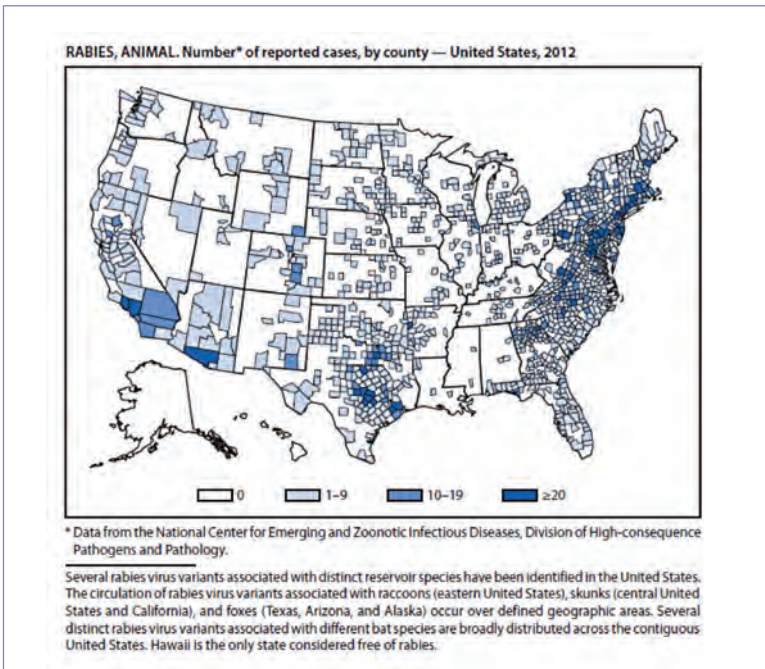 RABIES, ANIMAL. Number* of reported cases, by county — United States, 2012
0
1–9
10–19
≥20
* Data from the National Center for Emerging and Zoonotic Infectious Diseases, Division of High-consequence
Pathogens and Pathology.
Several rabies virus variants associated with distinct reservoir species have been identified in the United States.
The circulation of rabies virus variants associated with raccoons (eastern United States), skunks (central United
States and California), and foxes (Texas, Arizona, and Alaska) occur over defined geographic areas. Several
distinct rabies virus variants associated with different bat species are broadly distributed across the contiguous
United States. Hawaii is the only state considered free of rabies.